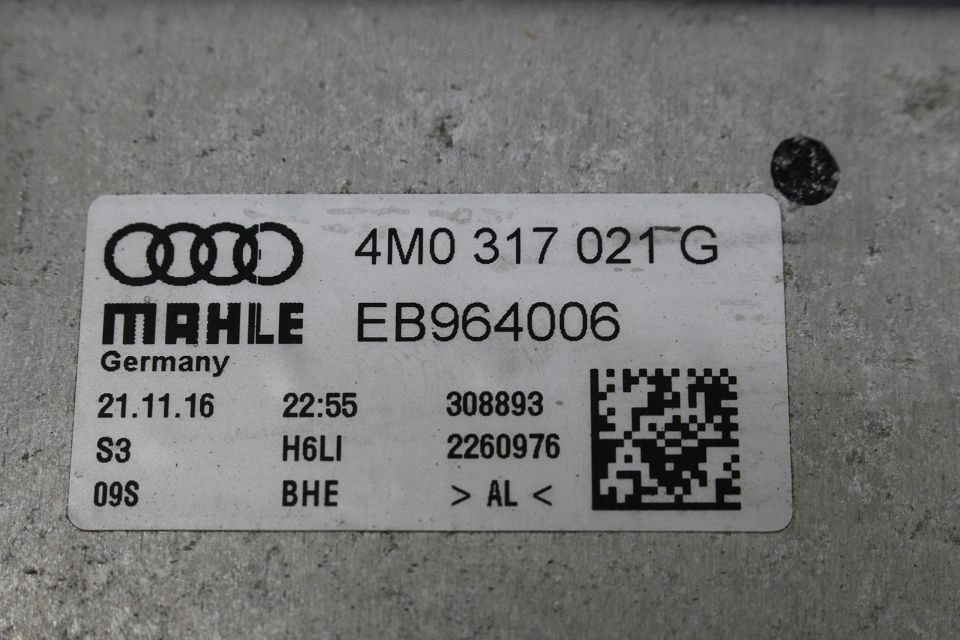 4M0 317 021 G
MAHLE EB964006
Germany
21.11.16 22:55 308893
S3 H6LI 2260976
09S BHE > AL <